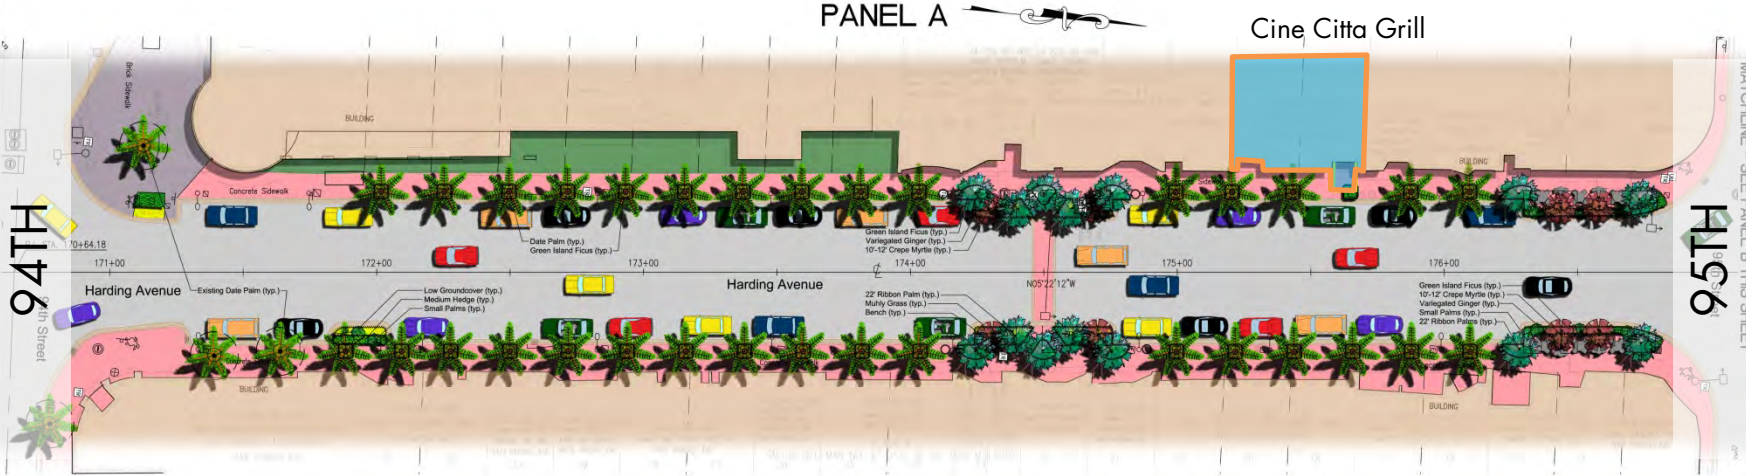 PANEL A
Cine Citta Grill
Brick Sidewalk
BUILDING
BUILDING
Concrete Sidewalk
94TH
95TH
170+64.18
171+00
172+00
173+00
174+00
175+00
176+00
Date Palm (typ.)
Green Island Ficus (typ.)
Green Island Ficus (typ.)
Variegated Ginger (typ.)
10'-12' Crepe Myrtle (typ.)
Harding Avenue
Existing Date Palm (typ.)
Low Groundcover (typ.)
Medium Hedge (typ.)
Small Palms (typ.)
Harding Avenue
22' Ribbon Palm (typ.)
Muhly Grass (typ.)
Bench (typ.)
N05°22'12"W
Green Island Ficus (typ.)
10'-12' Crepe Myrtle (typ.)
Variegated Ginger (typ.)
Small Palms (typ.)
22' Ribbon Palms (typ.)
94th Street
95th Street
BUILDING
BUILDING